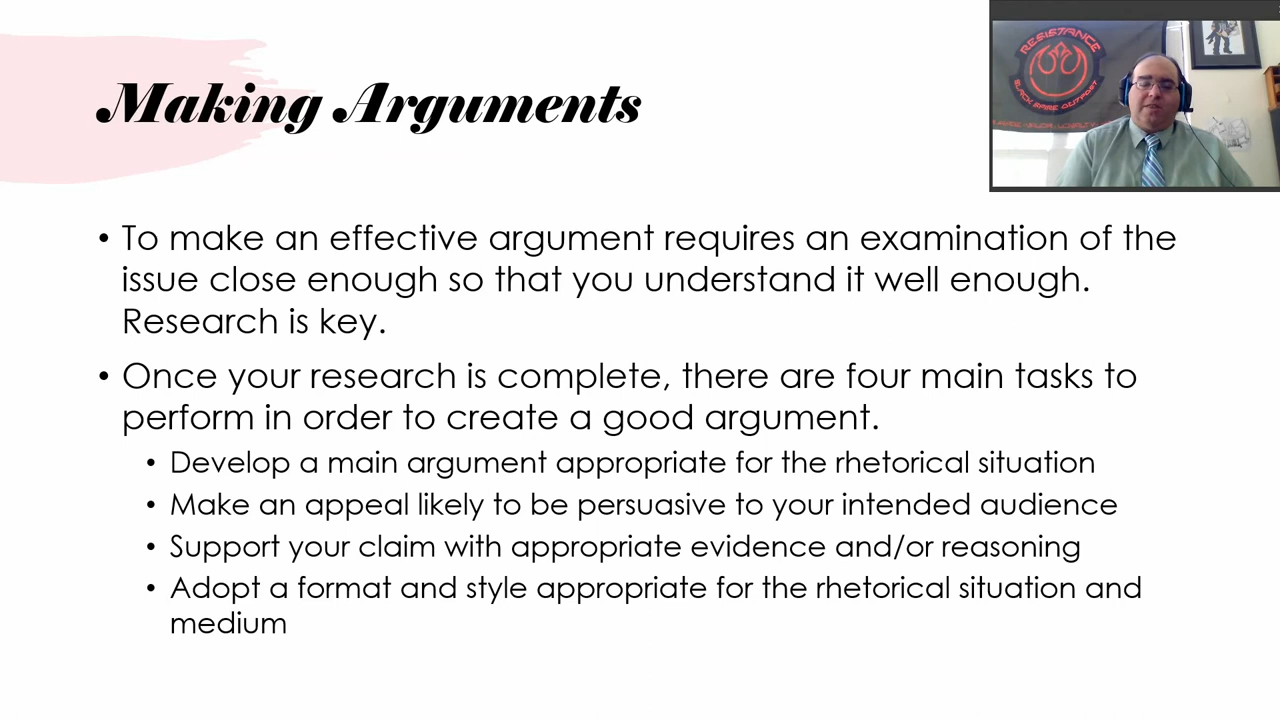 Making Arguments
RESISTANCE
BLACK SPIRE OUTPOST
• To make an effective argument requires an examination of the
issue close enough so that you understand it well enough.
Research is key.
• Once your research is complete, there are four main tasks to
perform in order to create a good argument.
• Develop a main argument appropriate for the rhetorical situation
• Make an appeal likely to be persuasive to your intended audience
• Support your claim with appropriate evidence and/or reasoning
• Adopt a format and style appropriate for the rhetorical situation and
medium